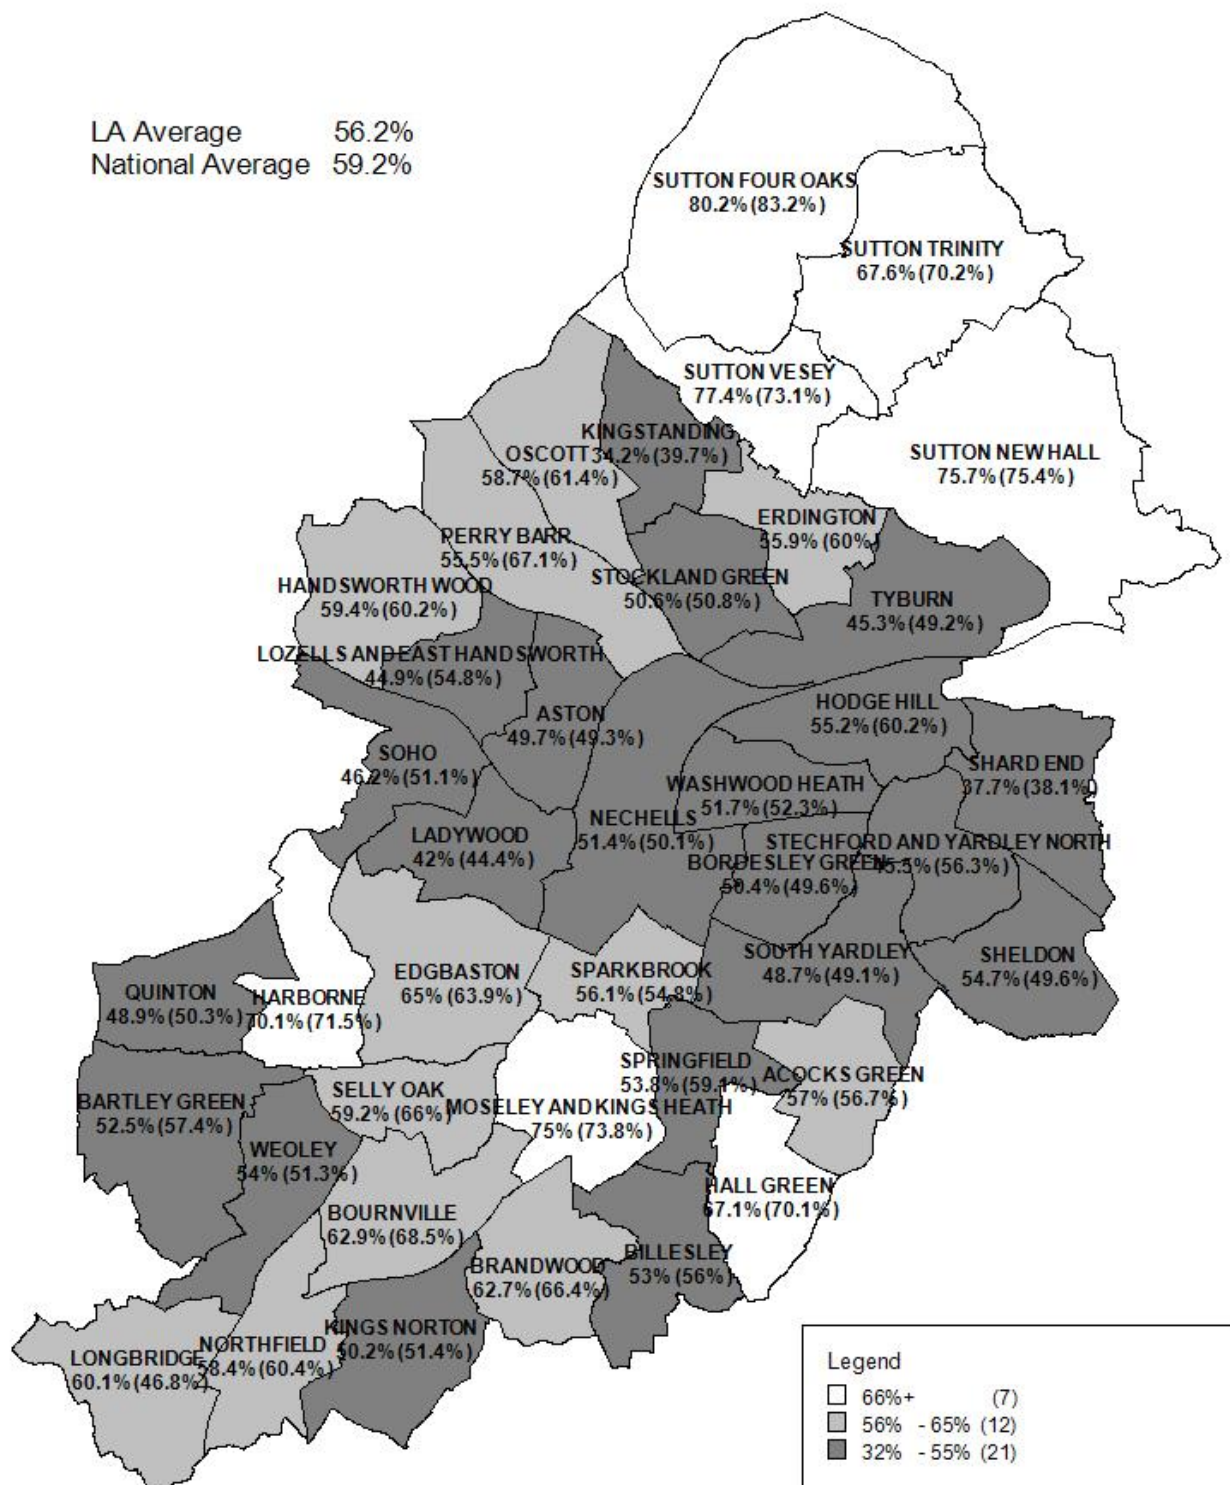 LA Average 56.2%
National Average 59.2%
SUTTON FOUR OAKS
80.2% (83.2%)
SUTTON TRINITY
67.6% (70.2%)
SUTTON VESEY
77.4% (73.1%)
SUTTON NEW HALL
75.7% (75.4%)
KINGSTANDING
34.2% (39.7%)
OSCOTT
58.7% (61.4%)
ERDINGTON
55.9% (60%)
PERRY BARR
55.5% (67.1%)
STOCKLAND GREEN
50.6% (50.8%)
HANDSWORTH WOOD
59.4% (60.2%)
TYBURN
45.3% (49.2%)
LOZELLS AND EAST HANDSWORTH
44.9% (54.8%)
HODGE HILL
55.2% (60.2%)
ASTON
49.7% (49.3%)
SOHO
46.2% (51.1%)
SHARD END
37.7% (38.1%)
WASHWOOD HEATH
51.7% (52.3%)
NECHELLS
51.4% (50.1%)
LADYWOOD
42% (44.4%)
STECHFORD AND YARDLEY NORTH
45.5% (56.3%)
BORDESLEY GREEN
50.4% (49.6%)
SOUTH YARDLEY
48.7% (49.1%)
SHELDON
54.7% (49.6%)
EDGBASTON
65% (63.9%)
SPARKBROOK
56.1% (54.8%)
QUINTON
48.9% (50.3%)
HARBORNE
70.1% (71.5%)
SPRINGFIELD
53.8% (59.1%)
ACOCKS GREEN
57% (56.7%)
SELLY OAK
59.2% (66%)
MOSELEY AND KINGS HEATH
75% (73.8%)
BARTLEY GREEN
52.5% (57.4%)
WEOLEY
54% (51.3%)
HALL GREEN
67.1% (70.1%)
BOURNVILLE
62.9% (68.5%)
BILLESLEY
53% (56%)
BRANDWOOD
62.7% (66.4%)
KINGS NORTON
50.2% (51.4%)
NORTHFIELD
58.4% (60.4%)
LONGBRIDGE
60.1% (46.8%)
Legend
66%+ (7)
56% - 65% (12)
32% - 55% (21)